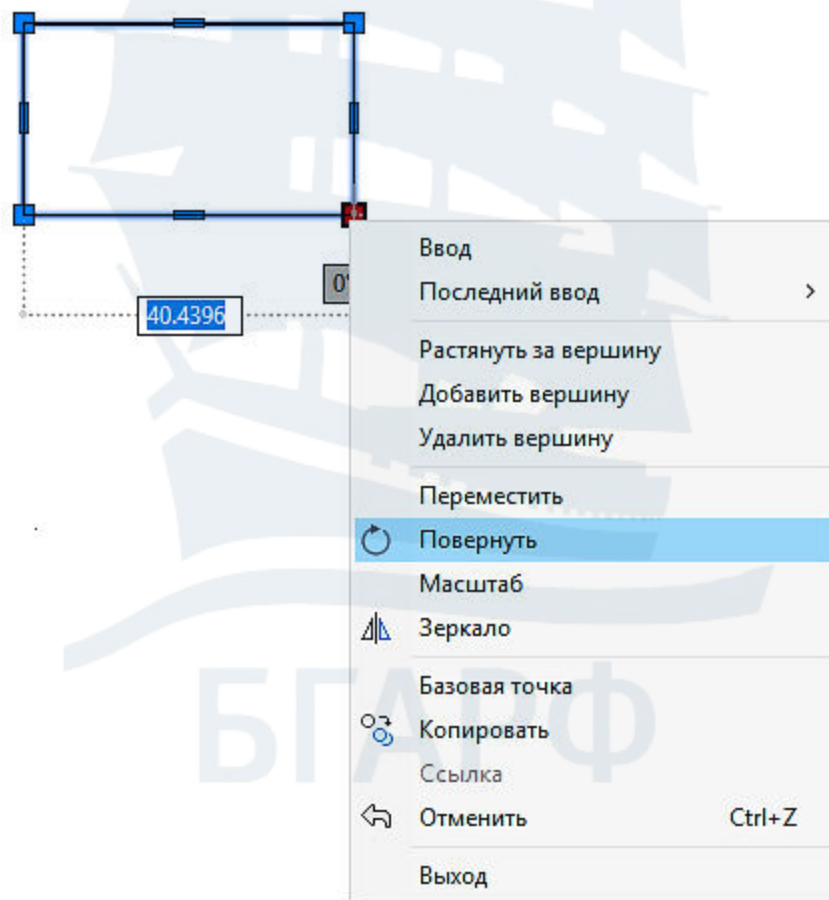 0°
40.4396
Ввод
Последний ввод
Растянуть за вершину
Добавить вершину
Удалить вершину
Переместить
Повернуть
Масштаб
Зеркало
Базовая точка
Копировать
Ссылка
Отменить Ctrl+Z
Выход
БГАРФ